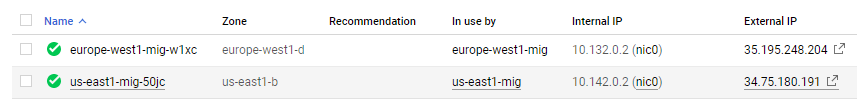 Name Zone Recommendation In use by Internal IP External IP
europe-west1-mig-w1xc europe-west1-d europe-west1-mig 10.132.0.2 (nic0) 35.195.248.204
us-east1-mig-50jc us-east1-b us-east1-mig 10.142.0.2 (nic0) 34.75.180.191